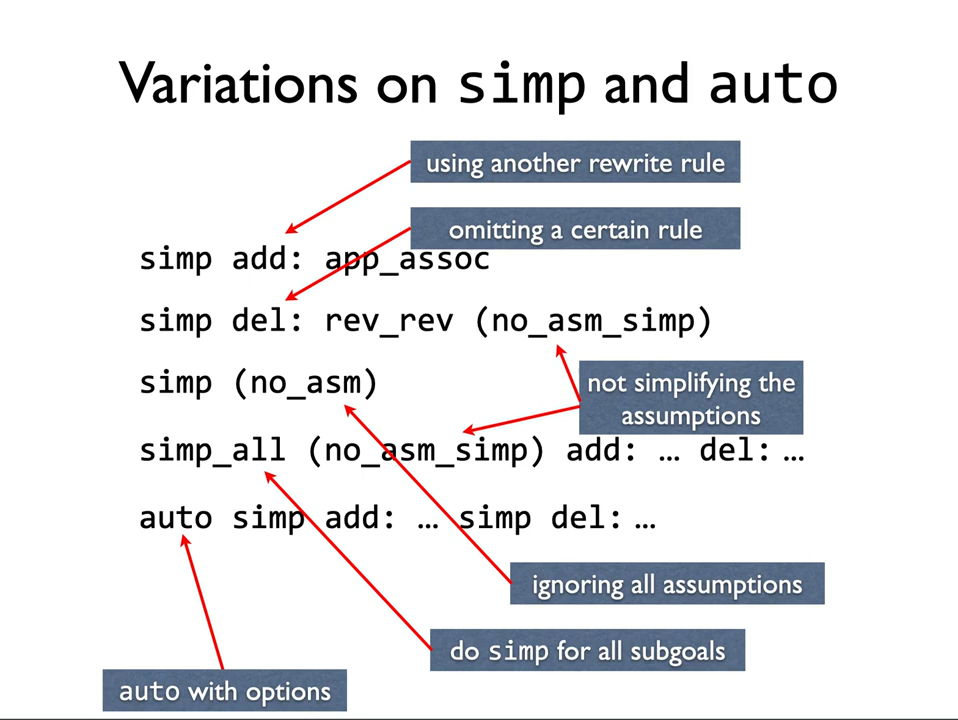 Variations on simp and auto
using another rewrite rule
omitting a certain rule
simp add: app_assoc
simp del: rev_rev (no_asm_simp)
simp (no_asm)
not simplifying the
assumptions
simp_all (no_asm_simp) add: … del: …
auto simp add: … simp del: …
ignoring all assumptions
do simp for all subgoals
auto with options